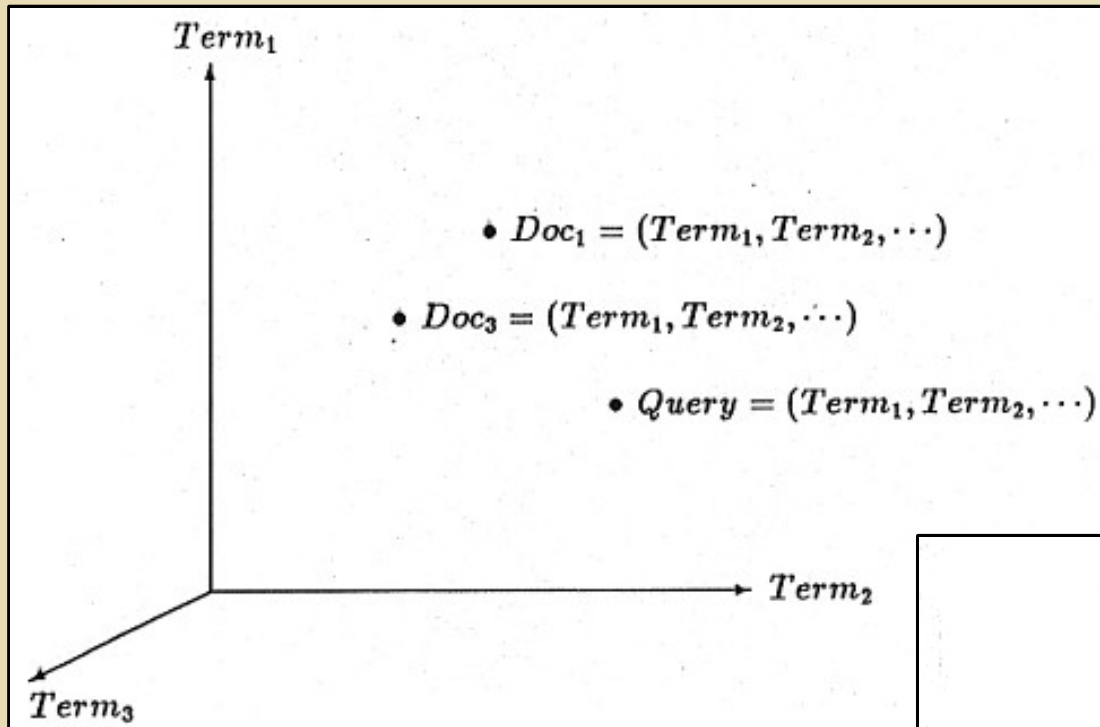 Term₁
Doc₁ = (Term₁, Term₂, ···)
Doc₃ = (Term₁, Term₂, ···)
Query = (Term₁, Term₂, ···)
Term₂
Term₃